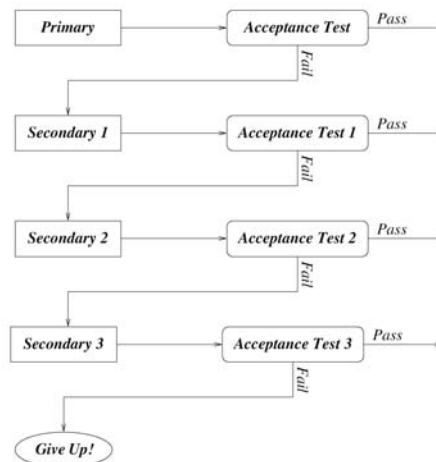 Primary
Acceptance Test
Pass
Fail
Secondary 1
Acceptance Test 1
Pass
Fail
Secondary 2
Acceptance Test 2
Pass
Fail
Secondary 3
Acceptance Test 3
Pass
Fail
Give Up!